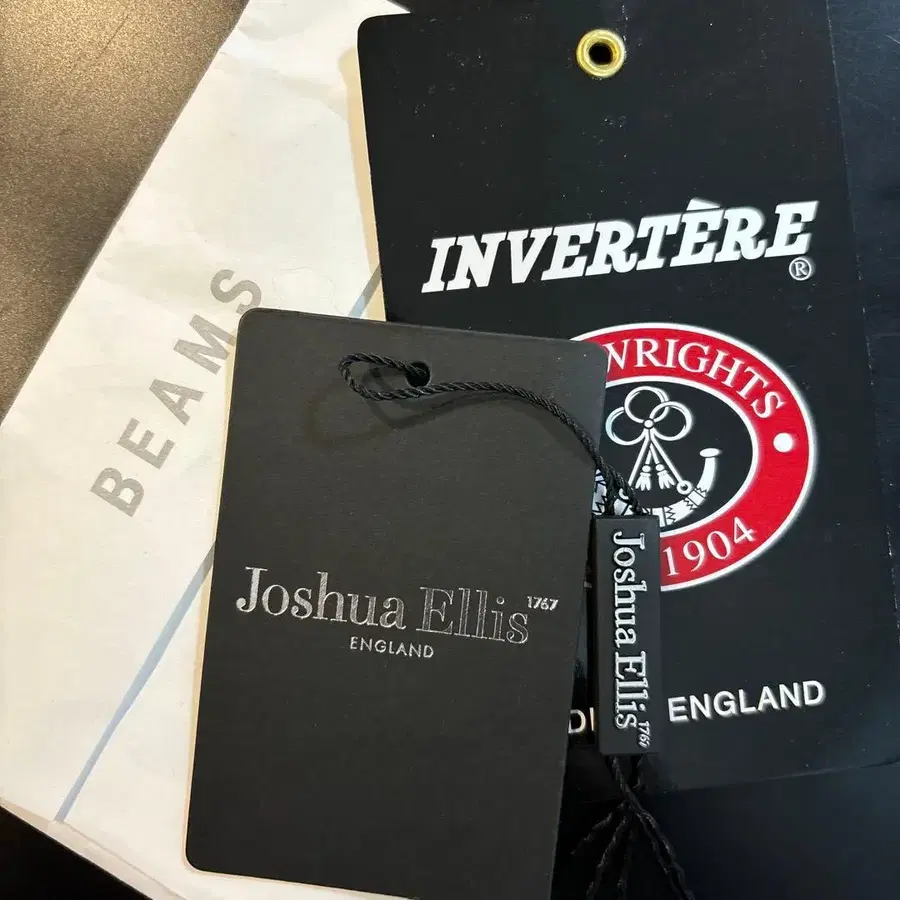 BEAMS
INVERTÈRE
®
WRIGHTS
1904
ENGLAND
Joshua Ellis 1767
ENGLAND
Joshua Ellis 1767